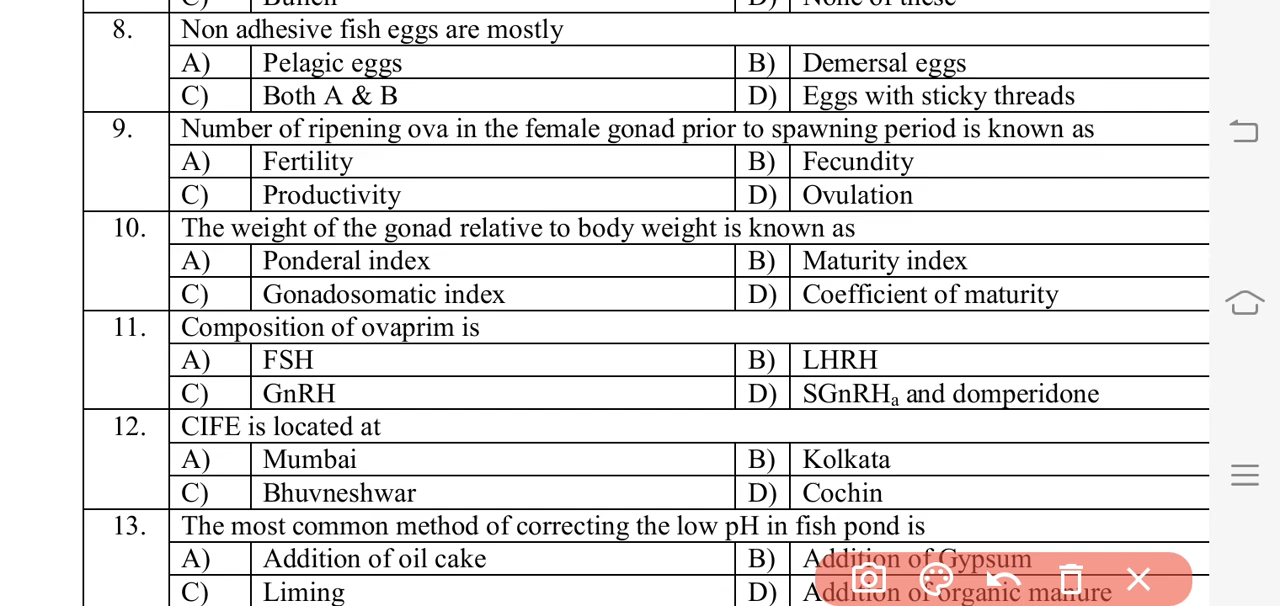 8. Non adhesive fish eggs are mostly
A) Pelagic eggs B) Demersal eggs
C) Both A & B D) Eggs with sticky threads
9. Number of ripening ova in the female gonad prior to spawning period is known as
A) Fertility B) Fecundity
C) Productivity D) Ovulation
10. The weight of the gonad relative to body weight is known as
A) Ponderal index B) Maturity index
C) Gonadosomatic index D) Coefficient of maturity
11. Composition of ovaprim is
A) FSH B) LHRH
C) GnRH D) SGnRHₐ and domperidone
12. CIFE is located at
A) Mumbai B) Kolkata
C) Bhuvneshwar D) Cochin
13. The most common method of correcting the low pH in fish pond is
A) Addition of oil cake B) Addition of Gypsum
C) Liming D) Addition of organic manure